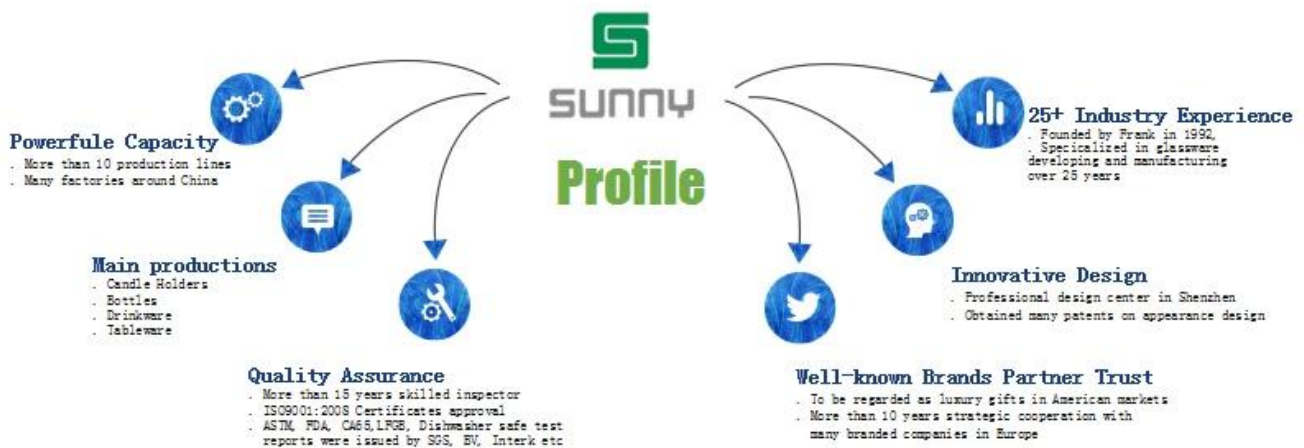 SUNNY
Profile
Powerfule Capacity
. More than 10 production lines
. Many factories around China
Main productions
. Candle Holders
. Bottles
. Drinkware
. Tableware
Quality Assurance
. More than 15 years skilled inspector
. ISO9001:2008 Certificates approval
. ASTM, FDA, CA65,LFGB, Dishwasher safe test
reports were issued by SGS, BV, Interk etc
25+ Industry Experience
. Founded by Frank in 1992,
. Specicalized in glassware
developing and manufacturing
over 25 years
Innovative Design
. Professional design center in Shenzhen
. Obtained many patents on appearance design
Well-known Brands Partner Trust
. To be regarded as luxury gifts in American markets
. More than 10 years strategic cooperation with
many branded companies in Europe